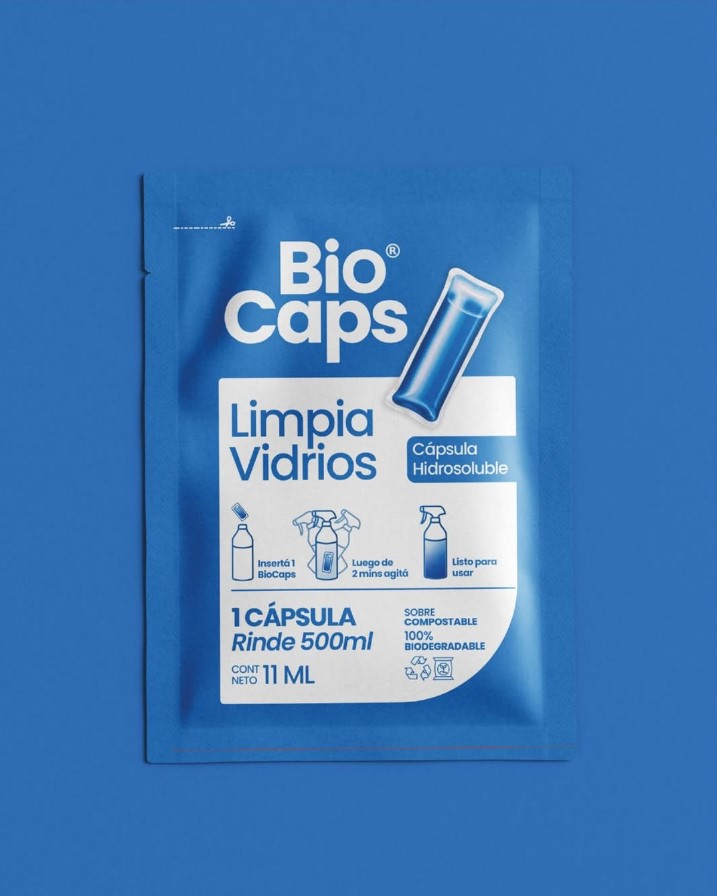 Bio®
Caps
Limpia
Vidrios
Cápsula
Hidrosoluble
Insertá 1
BioCaps
Luego de
2 mins agitá
Listo para
usar
1 CÁPSULA
Rinde 500ml
CONT
NETO 11 ML
SOBRE
COMPOSTABLE
100%
BIODEGRADABLE